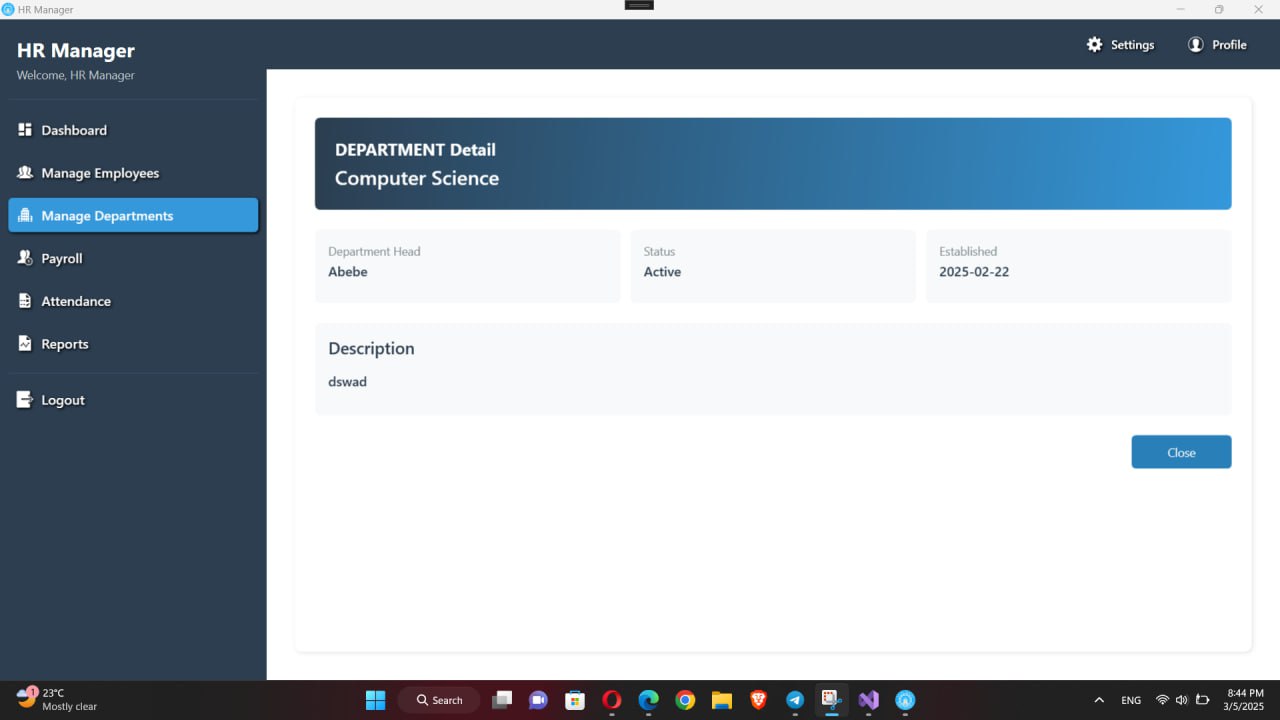 HR Manager
HR Manager
Welcome, HR Manager
Settings
Profile
Dashboard
Manage Employees
Manage Departments
Payroll
Attendance
Reports
Logout
DEPARTMENT Detail
Computer Science
Department Head
Abebe
Status
Active
Established
2025-02-22
Description
dswad
Close
1
23°C
Mostly clear
Search
ENG
8:44 PM
3/5/2025